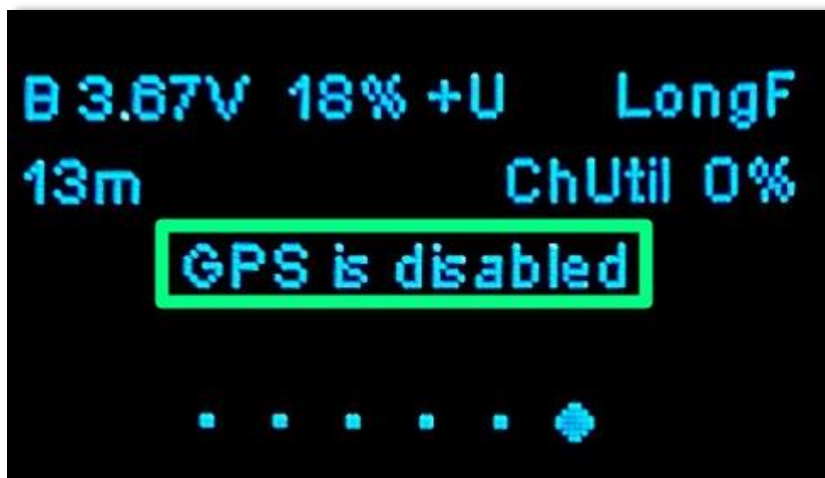 B 3.67V 18% +U LongF
13m ChUtil 0%
GPS is disabled